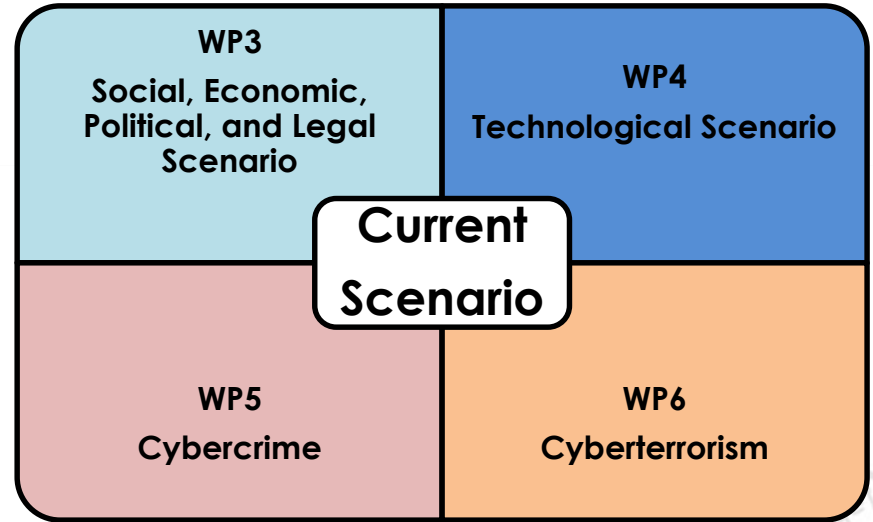 WP3
Social, Economic,
Political, and Legal
Scenario
WP4
Technological Scenario
Current
Scenario
WP5
Cybercrime
WP6
Cyberterrorism